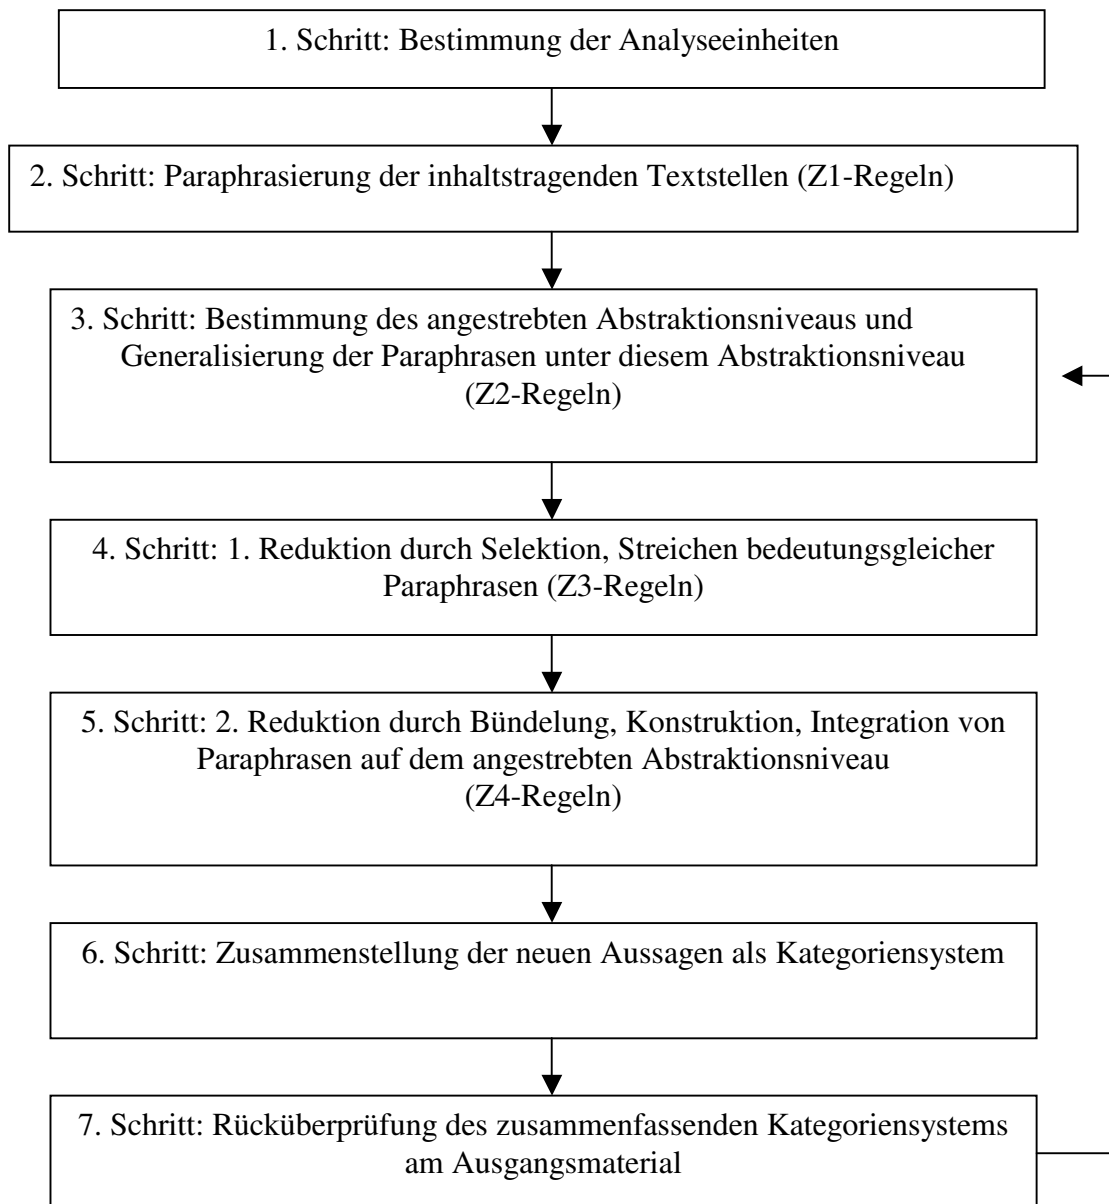 1. Schritt: Bestimmung der Analyseeinheiten
2. Schritt: Paraphrasierung der inhaltstragenden Textstellen (Z1-Regeln)
3. Schritt: Bestimmung des angestrebten Abstraktionsniveaus und
Generalisierung der Paraphrasen unter diesem Abstraktionsniveau
(Z2-Regeln)
4. Schritt: 1. Reduktion durch Selektion, Streichen bedeutungsgleicher
Paraphrasen (Z3-Regeln)
5. Schritt: 2. Reduktion durch Bündelung, Konstruktion, Integration von
Paraphrasen auf dem angestrebten Abstraktionsniveau
(Z4-Regeln)
6. Schritt: Zusammenstellung der neuen Aussagen als Kategoriensystem
7. Schritt: Rücküberprüfung des zusammenfassenden Kategoriensystems
am Ausgangsmaterial